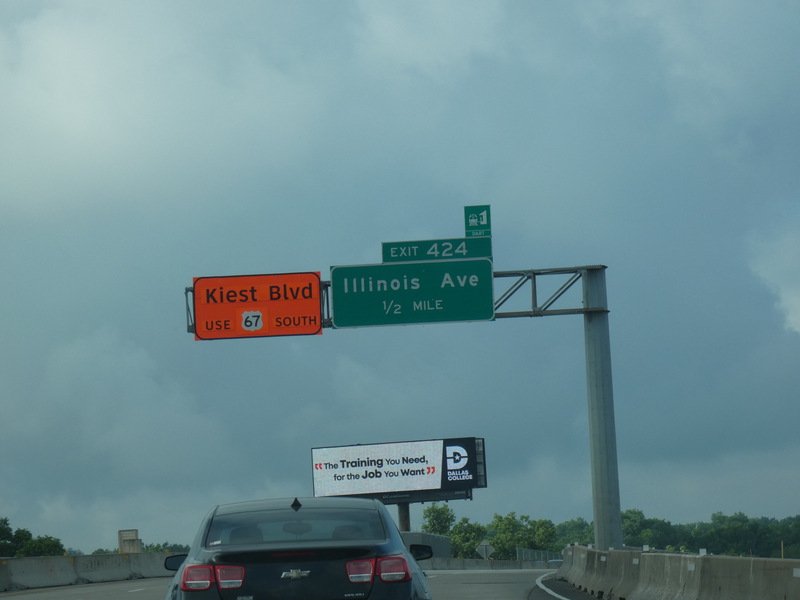 DART
EXIT 424
Illinois Ave
1/2 MILE
Kiest Blvd
USE 67 SOUTH
"The Training You Need,
for the Job You Want"
D
DALLAS
COLLEGE